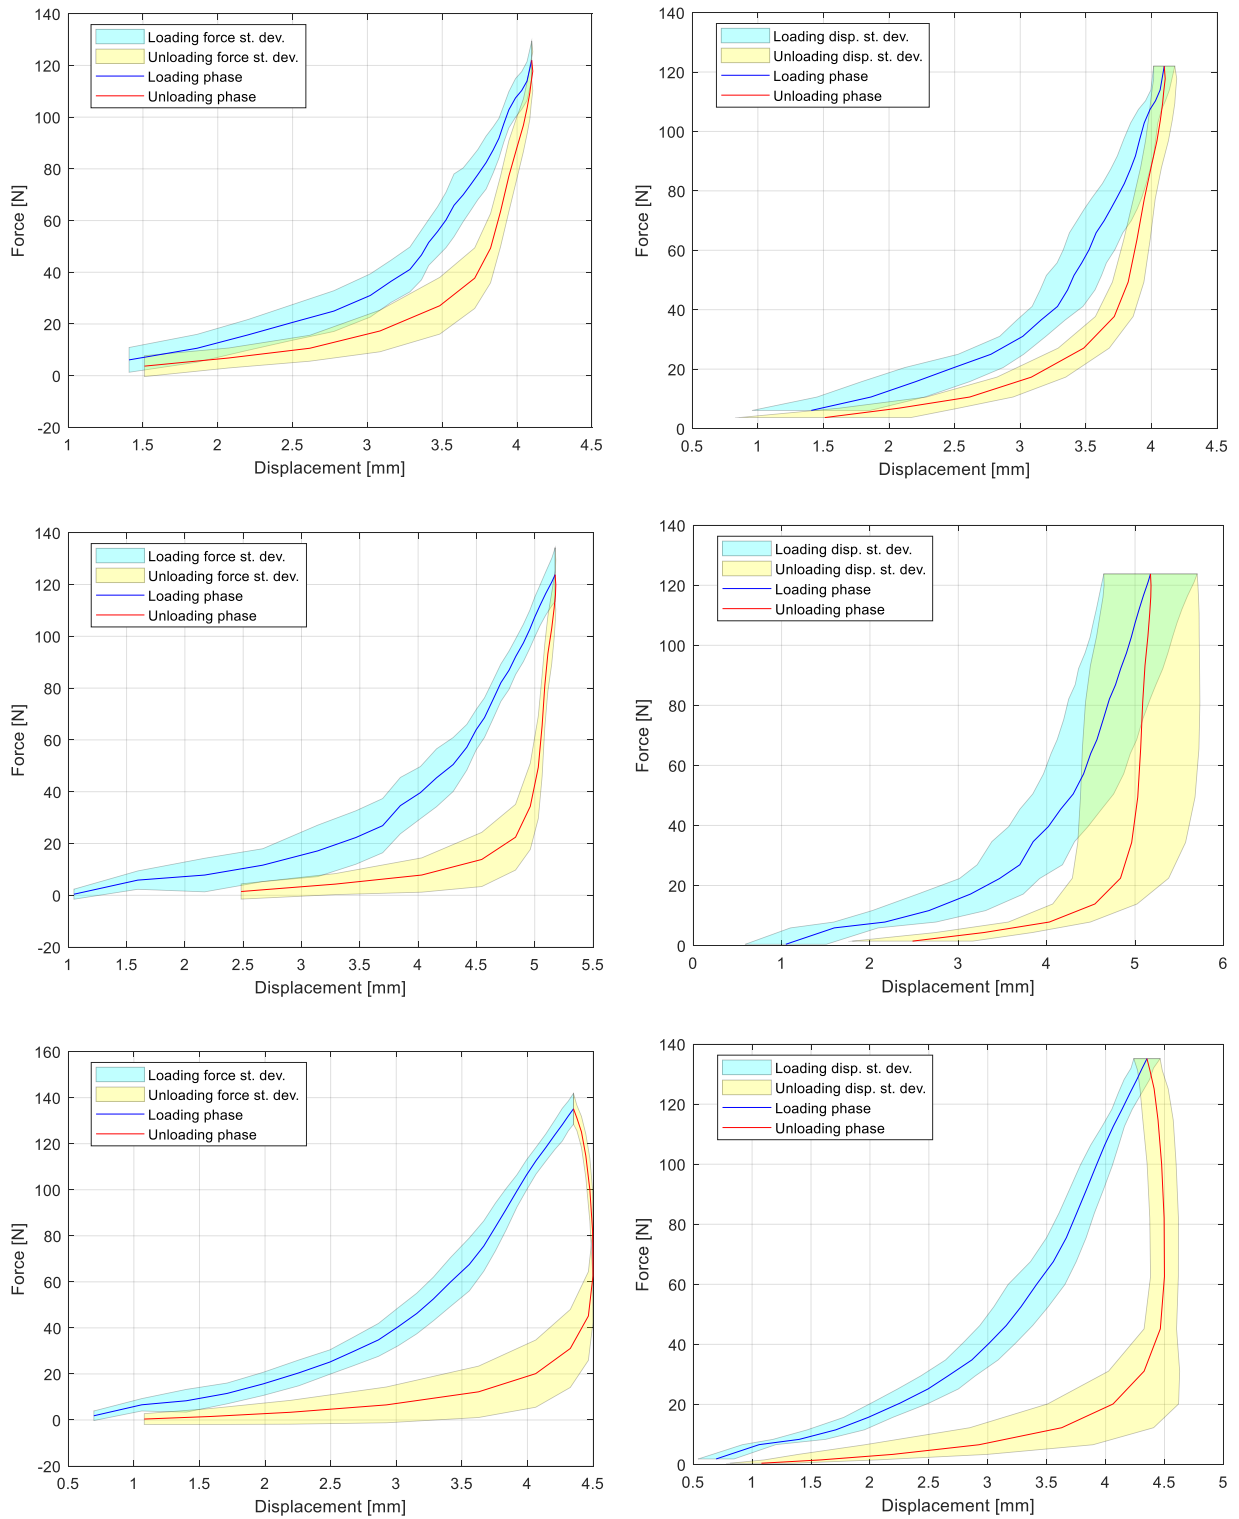 140
120
100
80
60
40
20
0
-20
Force [N]
Loading force st. dev.
Unloading force st. dev.
Loading phase
Unloading phase
1
1.5
2
2.5
3
3.5
4
4.5
Displacement [mm]
140
120
100
80
60
40
20
0
Force [N]
Loading disp. st. dev.
Unloading disp. st. dev.
Loading phase
Unloading phase
0.5
1
1.5
2
2.5
3
3.5
4
4.5
Displacement [mm]
140
120
100
80
60
40
20
0
-20
Force [N]
Loading force st. dev.
Unloading force st. dev.
Loading phase
Unloading phase
1
1.5
2
2.5
3
3.5
4
4.5
5
5.5
Displacement [mm]
140
120
100
80
60
40
20
0
Force [N]
Loading disp. st. dev.
Unloading disp. st. dev.
Loading phase
Unloading phase
0
1
2
3
4
5
6
Displacement [mm]
160
140
120
100
80
60
40
20
0
-20
Force [N]
Loading force st. dev.
Unloading force st. dev.
Loading phase
Unloading phase
0.5
1
1.5
2
2.5
3
3.5
4
4.5
Displacement [mm]
140
120
100
80
60
40
20
0
Force [N]
Loading disp. st. dev.
Unloading disp. st. dev.
Loading phase
Unloading phase
0.5
1
1.5
2
2.5
3
3.5
4
4.5
5
Displacement [mm]